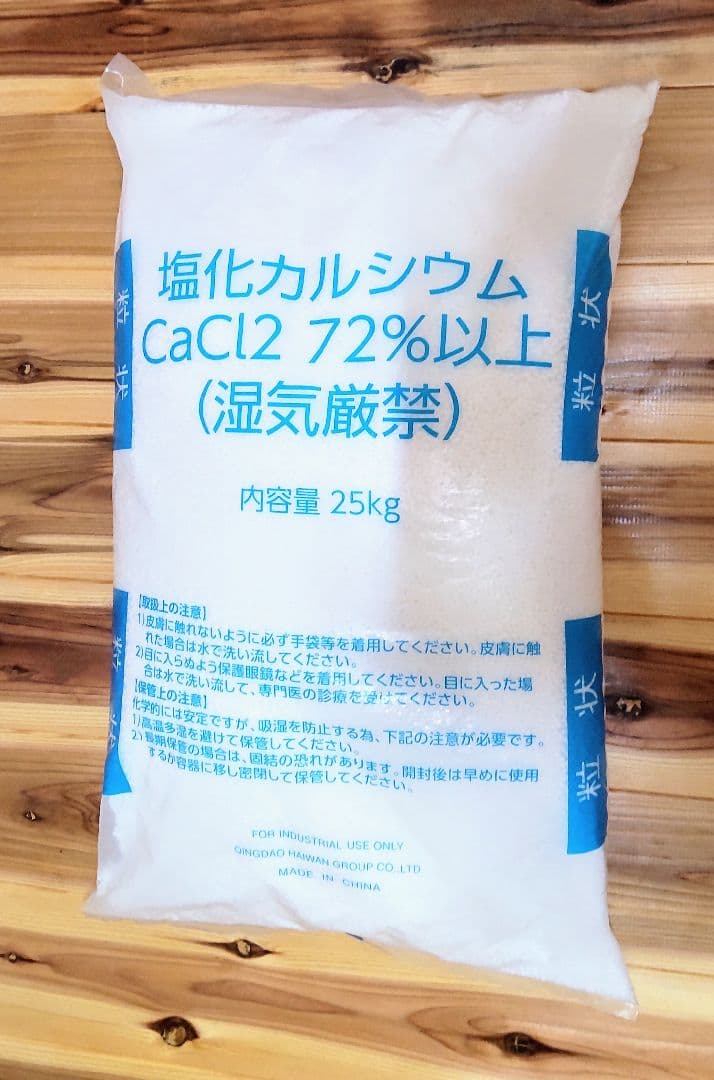 塩化カルシウム
CaCl2 72%以上
(湿気厳禁)
内容量 25kg
【取扱上の注意】
1)皮膚に触れないように必ず手袋等を着用してください。皮膚に触
れた場合は水で洗い流してください。
2)目に入らぬよう保護眼鏡などを着用してください。目に入った場
合は水で洗い流して、専門医の診療を受けてください。
【保管上の注意】
化学的には安定ですが、吸湿を防止する為、下記の注意が必要です。
1)高温多湿を避けて保管してください。
2)長期保管の場合は、固結の恐れがあります。開封後は早めに使用
するか容器に移し密閉して保管してください。
FOR INDUSTRIAL USE ONLY
QINGDAO HAIWAN GROUP CO.,LTD
MADE IN CHINA
粒状
粒状
粒状
粒状